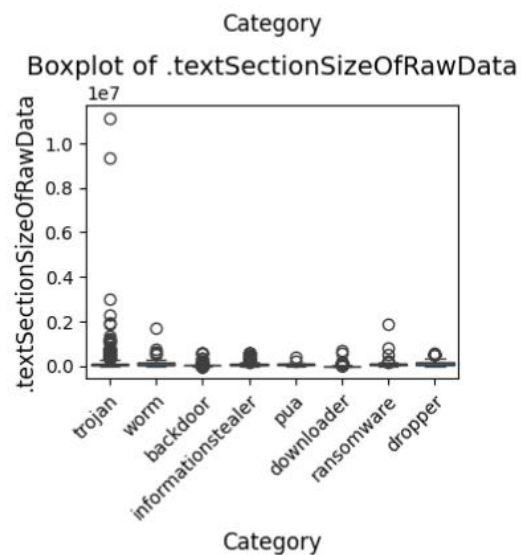 Category
Boxplot of .textSectionSizeOfRawData
1e7
.textSectionSizeOfRawData
1.0
0.8
0.6
0.4
0.2
0.0
trojan
worm
backdoor
informationstealer
pua
downloader
ransomware
dropper
Category